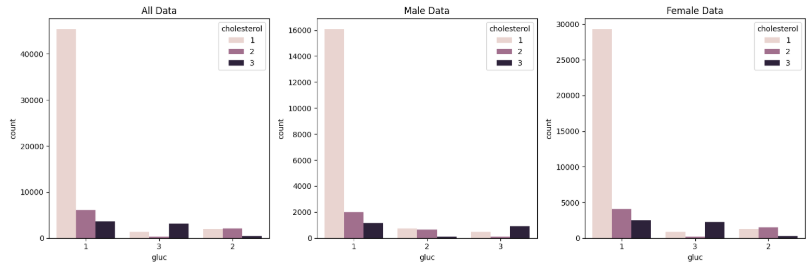 All Data
cholesterol
1
2
3
40000
30000
20000
10000
0
count
1 3 2
gluc
Male Data
cholesterol
1
2
3
16000
14000
12000
10000
8000
6000
4000
2000
0
count
1 2 3
gluc
Female Data
cholesterol
1
2
3
30000
25000
20000
15000
10000
5000
0
count
1 3 2
gluc